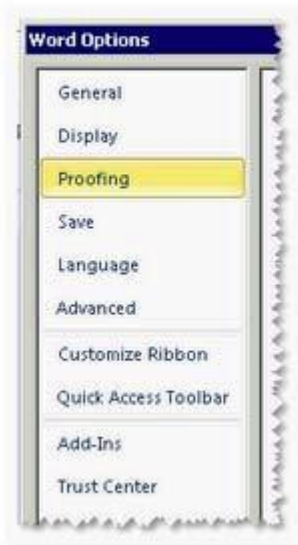 Word Options
General
Display
Proofing
Save
Language
Advanced
Customize Ribbon
Quick Access Toolbar
Add-Ins
Trust Center